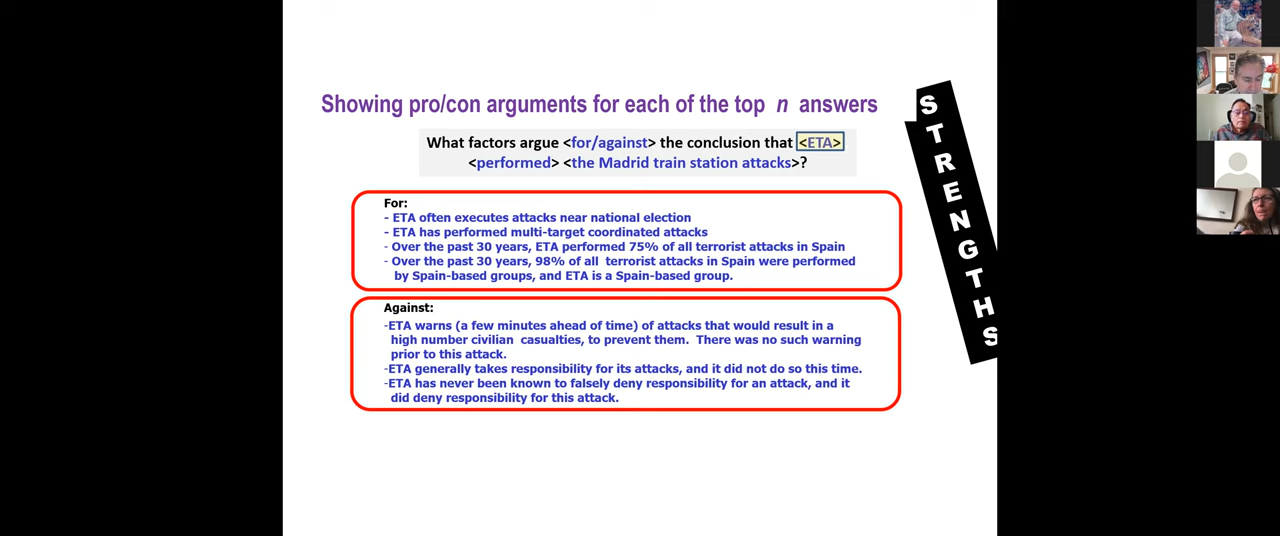 Showing pro/con arguments for each of the top n answers
What factors argue <for/against> the conclusion that <ETA>
<performed> <the Madrid train station attacks>?
For:
- ETA often executes attacks near national election
- ETA has performed multi-target coordinated attacks
- Over the past 30 years, ETA performed 75% of all terrorist attacks in Spain
- Over the past 30 years, 98% of all terrorist attacks in Spain were performed
by Spain-based groups, and ETA is a Spain-based group.
Against:
-ETA warns (a few minutes ahead of time) of attacks that would result in a
high number civilian casualties, to prevent them. There was no such warning
prior to this attack.
-ETA generally takes responsibility for its attacks, and it did not do so this time.
-ETA has never been known to falsely deny responsibility for an attack, and it
did deny responsibility for this attack.
STRENGTHS